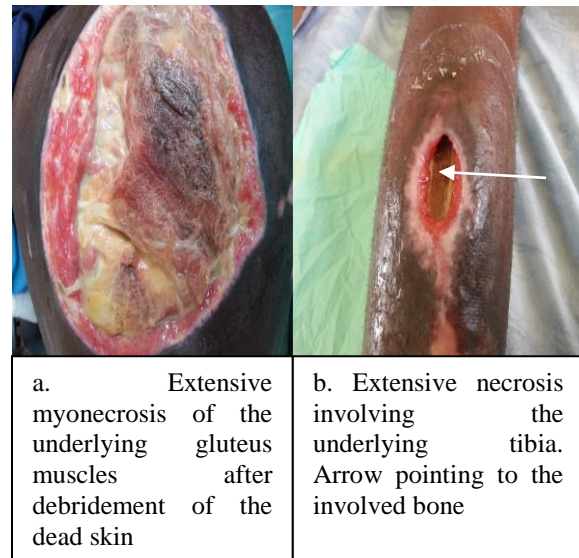 a. Extensive
myonecrosis of the
underlying gluteus
muscles after
debridement of the
dead skin
b. Extensive necrosis
involving the
underlying tibia.
Arrow pointing to the
involved bone